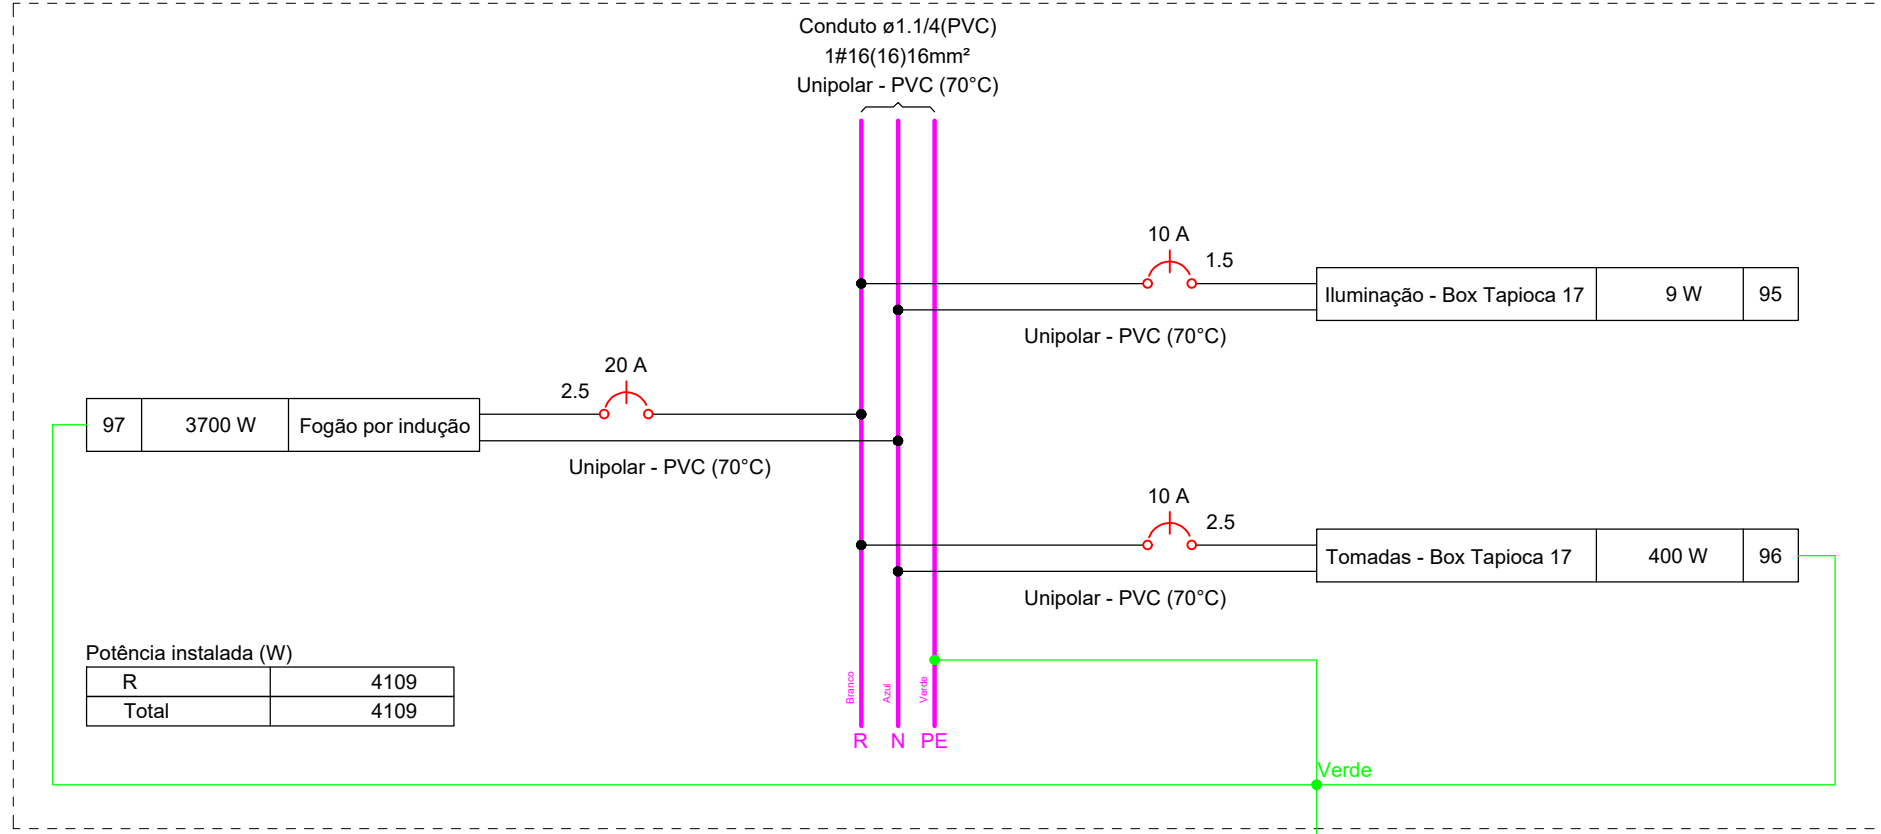 Conduto ø1.1/4(PVC)
1#16(16)16mm²
Unipolar - PVC (70°C)
10 A
1.5
Iluminação - Box Tapioca 17 9 W 95
Unipolar - PVC (70°C)
20 A
2.5
97 3700 W Fogão por indução
Unipolar - PVC (70°C)
10 A
2.5
Tomadas - Box Tapioca 17 400 W 96
Unipolar - PVC (70°C)
Potência instalada (W)
R 4109
Total 4109
Branco
Azul
Verde
R N PE
Verde